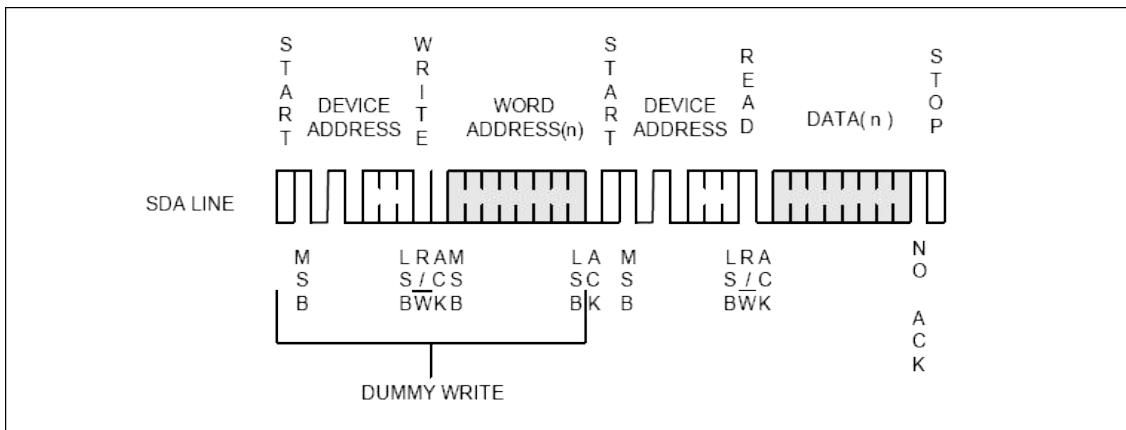 START
WRITE
START
READ
STOP
DEVICE
ADDRESS
WORD
ADDRESS(n)
DEVICE
ADDRESS
DATA( n )
SDA LINE
MSB
LSB
R/W
ACK
MSB
LSB
ACK
MSB
LSB
R/W
ACK
NO ACK
DUMMY WRITE